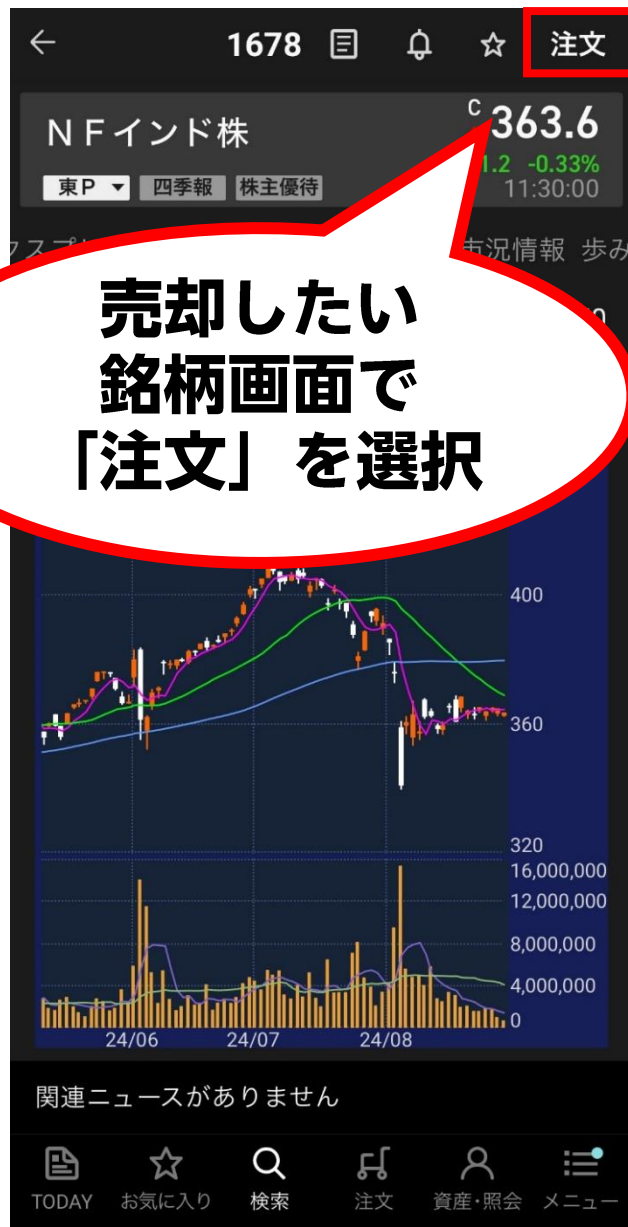 1678
注文
NFインド株
C
363.6
1.2 -0.33%
東P 四季報 株主優待
11:30:00
市況情報 歩み
売却したい
銘柄画面で
「注文」を選択
400
360
320
16,000,000
12,000,000
8,000,000
4,000,000
0
24/06 24/07 24/08
関連ニュースがありません
TODAY お気に入り 検索 注文 資産・照会 メニュー